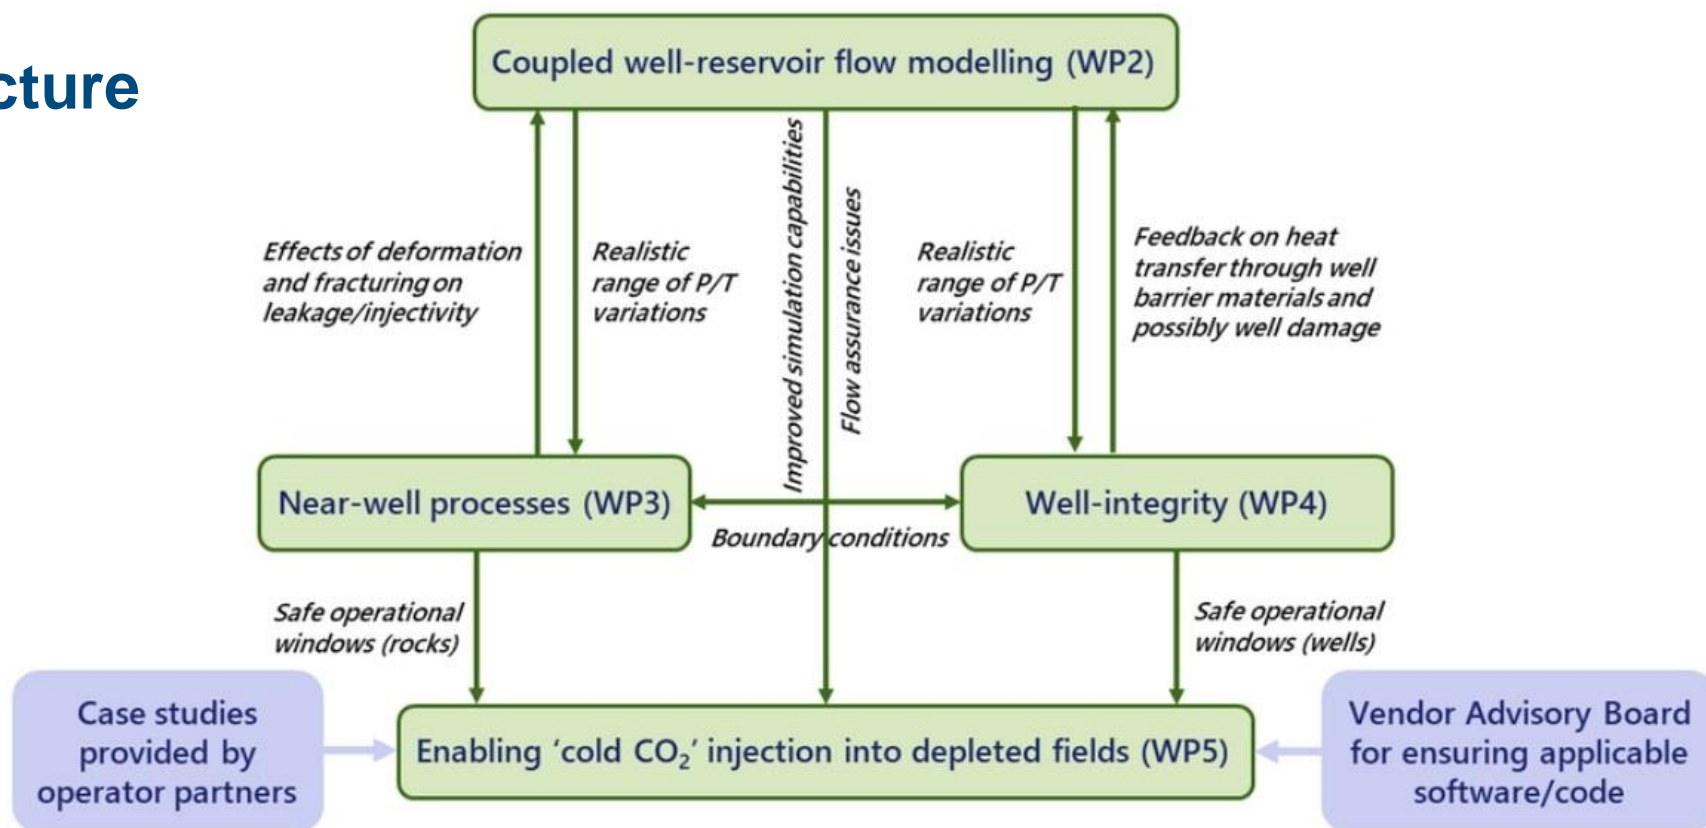 cture
Coupled well-reservoir flow modelling (WP2)
Improved simulation capabilities
Flow assurance issues
Effects of deformation
and fracturing on
leakage/injectivity
Realistic
range of P/T
variations
Realistic
range of P/T
variations
Feedback on heat
transfer through well
barrier materials and
possibly well damage
Near-well processes (WP3)
Well-integrity (WP4)
Boundary conditions
Safe operational
windows (rocks)
Safe operational
windows (wells)
Case studies
provided by
operator partners
Enabling ‘cold CO₂’ injection into depleted fields (WP5)
Vendor Advisory Board
for ensuring applicable
software/code